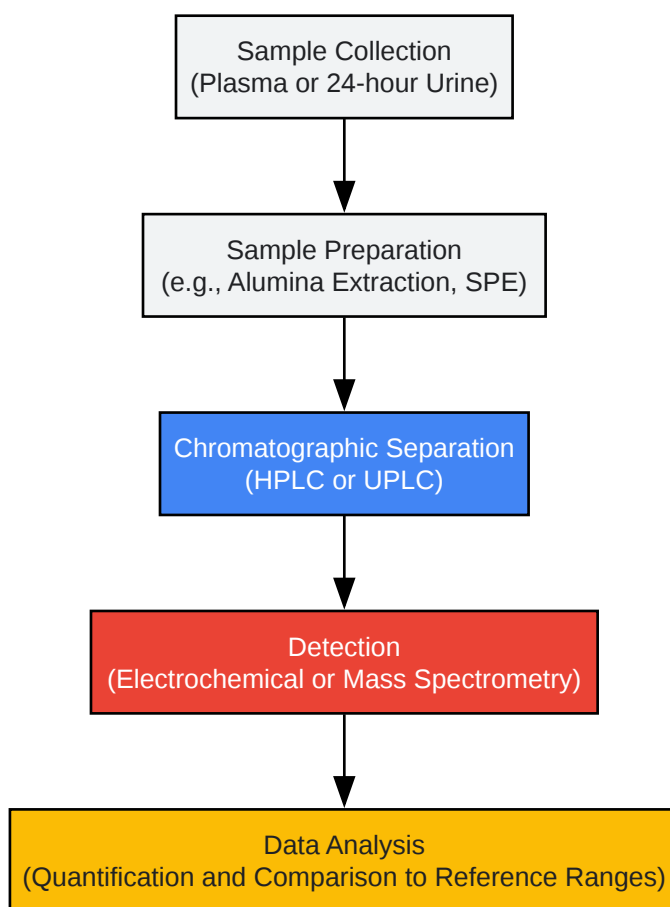 Sample Collection
(Plasma or 24-hour Urine)
Sample Preparation
(e.g., Alumina Extraction, SPE)
Chromatographic Separation
(HPLC or UPLC)
Detection
(Electrochemical or Mass Spectrometry)
Data Analysis
(Quantification and Comparison to Reference Ranges)